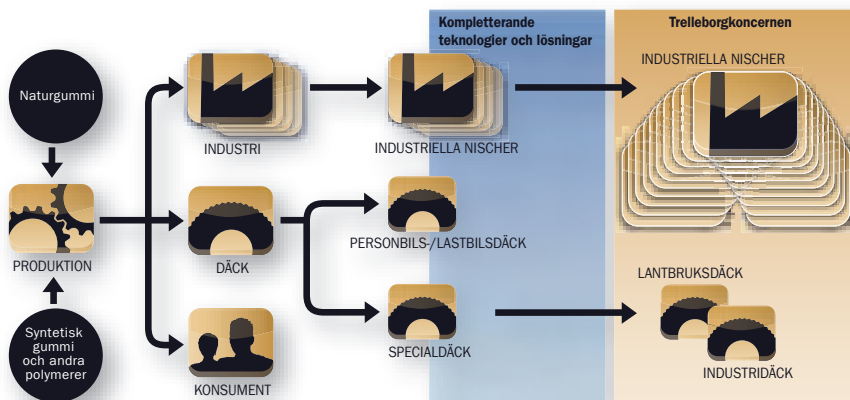 Kompletterande
teknologier och lösningar
Trelleborgkoncernen
Naturgummi
INDUSTRI
INDUSTRIELLA NISCHER
INDUSTRIELLA NISCHER
PRODUKTION
DÄCK
PERSONBILS-/LASTBILSDÄCK
LANTBRUKSDÄCK
Syntetisk
gummi
och andra
polymerer
KONSUMENT
SPECIALDÄCK
INDUSTRIDÄCK